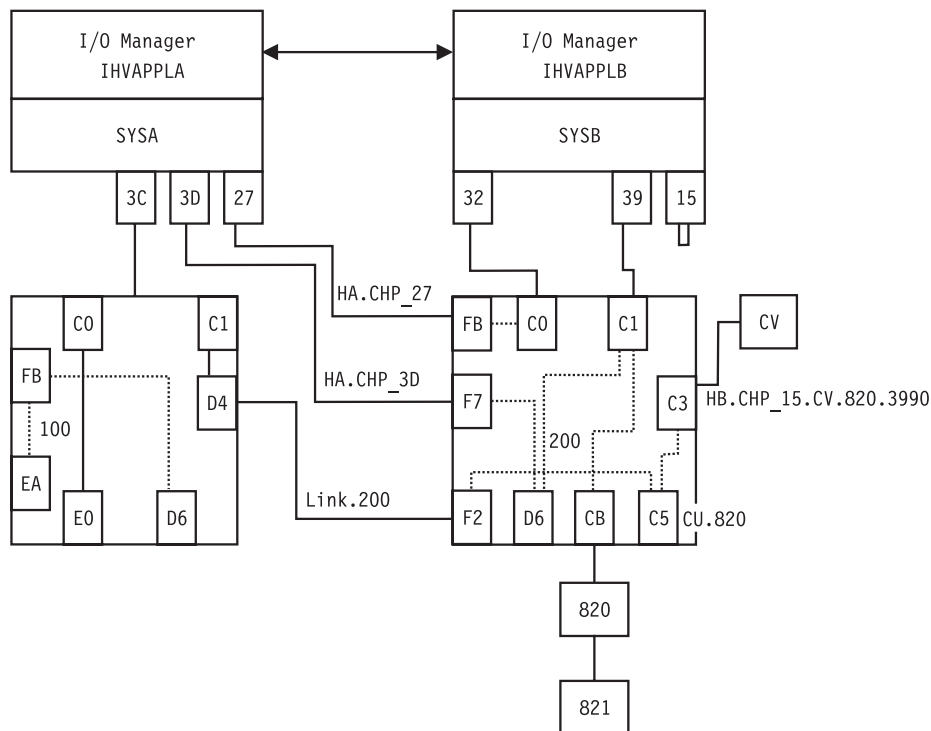 I/O Manager
IHVAPPLA
I/O Manager
IHVAPPLB
SYSA
SYSB
3C
3D
27
32
39
15
HA.CHP_27
C0
C1
FB
C0
C1
CV
FB
HA.CHP_3D
D4
F7
C3
HB.CHP_15.CV.820.3990
100
200
EA
Link.200
E0
D6
F2
D6
CB
C5
CU.820
820
821